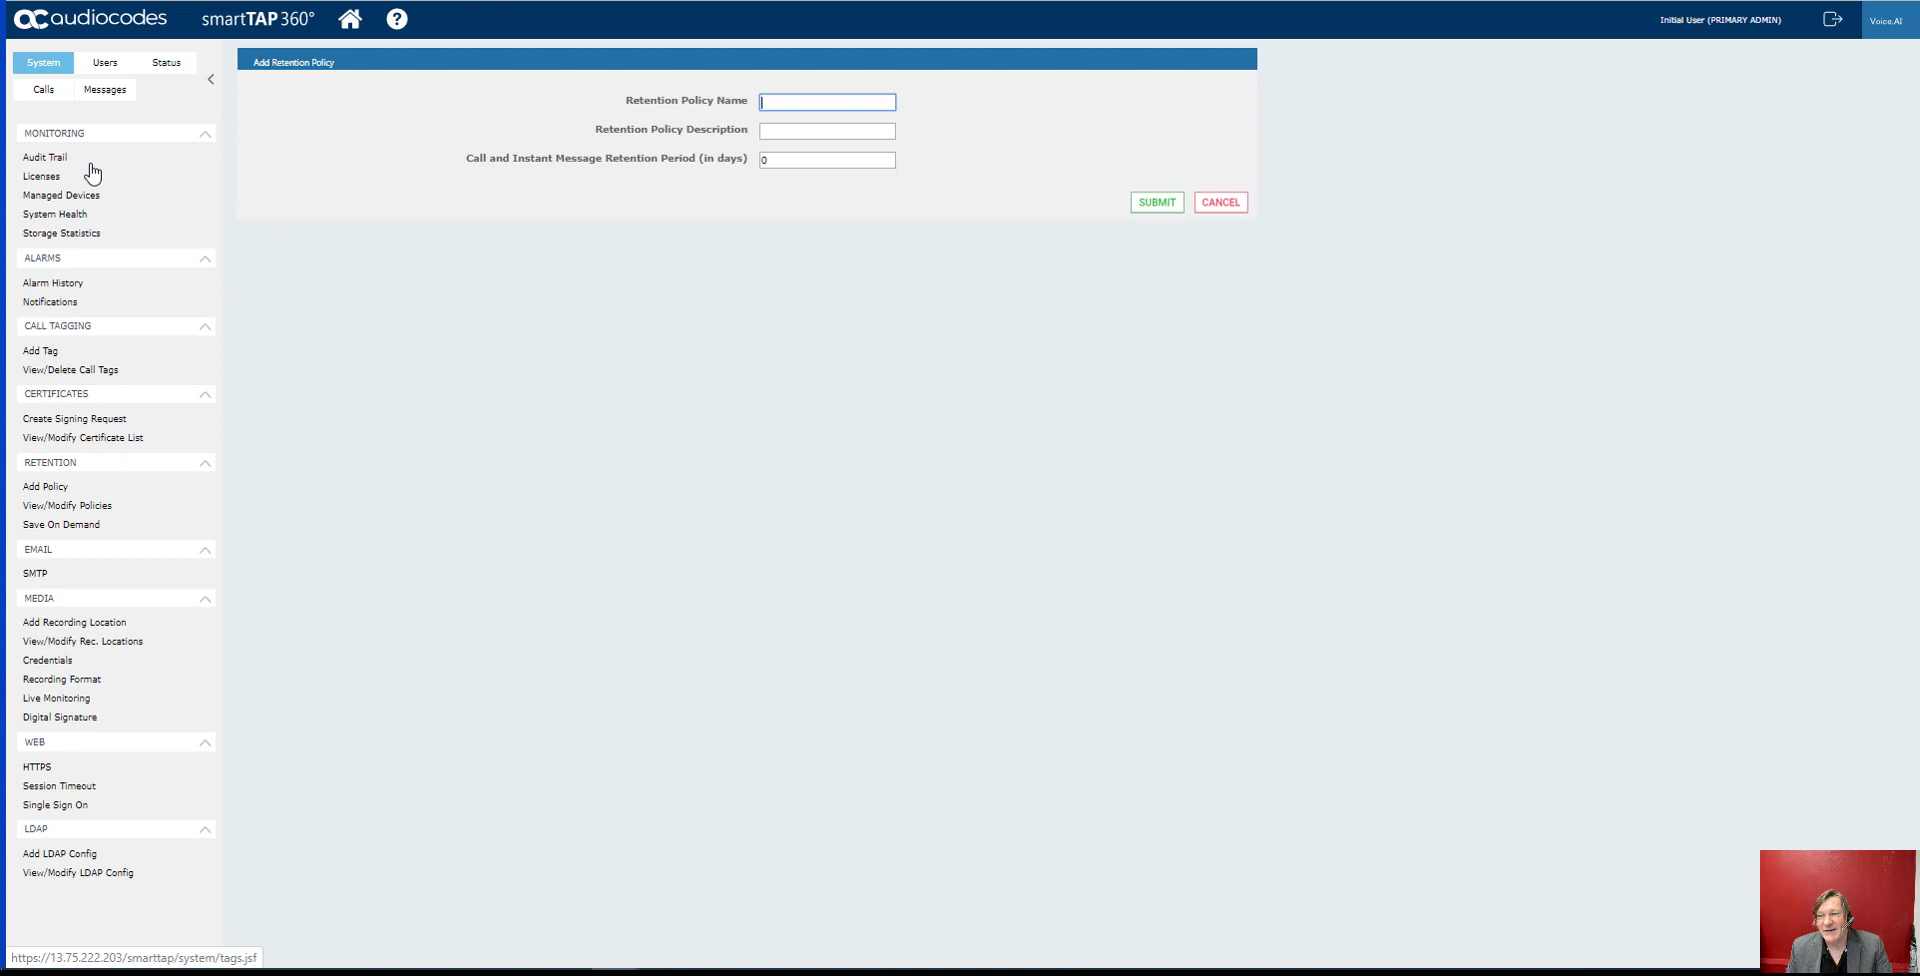 audiocodes smartTAP 360° ? Initial User (PRIMARY ADMIN) Voice.AI
System Users Status
Calls Messages
Add Retention Policy
Retention Policy Name
Retention Policy Description
Call and Instant Message Retention Period (in days) 0
SUBMIT CANCEL
MONITORING
Audit Trail
Licenses
Managed Devices
System Health
Storage Statistics
ALARMS
Alarm History
Notifications
CALL TAGGING
Add Tag
View/Delete Call Tags
CERTIFICATES
Create Signing Request
View/Modify Certificate List
RETENTION
Add Policy
View/Modify Policies
Save On Demand
EMAIL
SMTP
MEDIA
Add Recording Location
View/Modify Rec. Locations
Credentials
Recording Format
Live Monitoring
Digital Signature
WEB
HTTPS
Session Timeout
Single Sign On
LDAP
Add LDAP Config
View/Modify LDAP Config
https://13.75.222.203/smarttap/system/tags.jsf